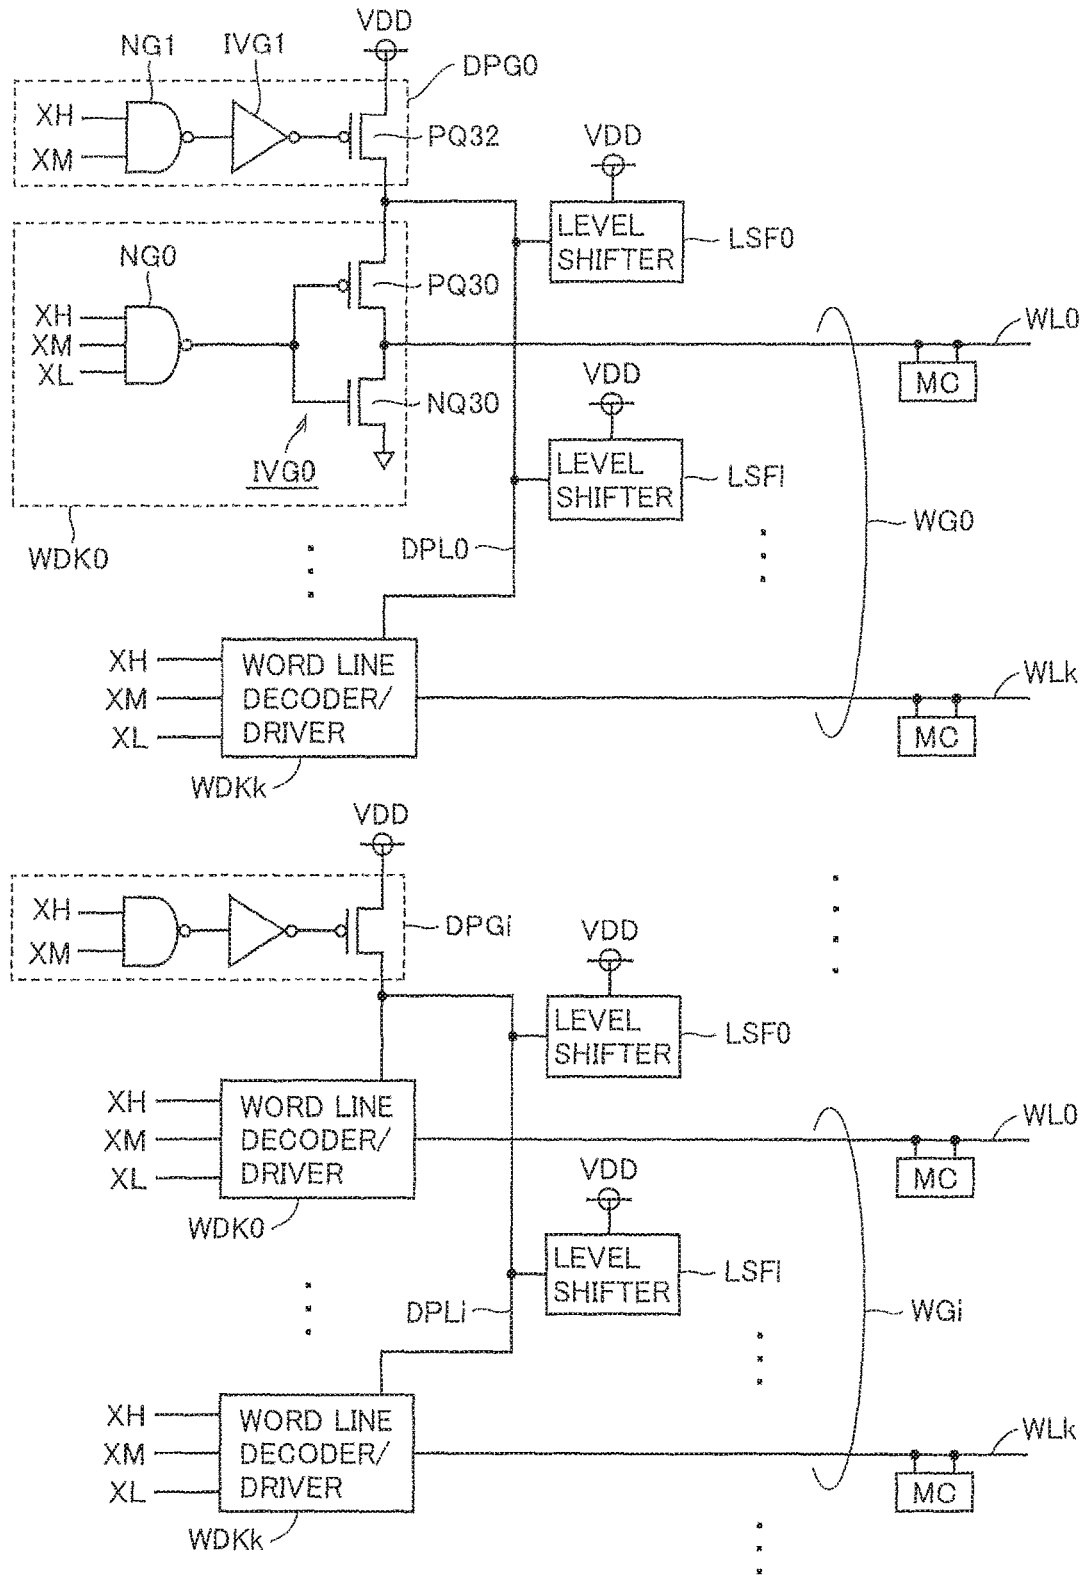 VDD
NG1
IVG1
DPG0
XH
XM
PQ32
VDD
LEVEL
SHIFTER
LSF0
NG0
PQ30
XH
XM
XL
WL0
MC
VDD
NQ30
IVG0
LEVEL
SHIFTER
LSFi
WG0
WDK0
DPL0
XH
XM
XL
WORD LINE
DECODER/
DRIVER
WLk
MC
WDKk
VDD
XH
XM
DPGi
VDD
LEVEL
SHIFTER
LSF0
XH
XM
XL
WORD LINE
DECODER/
DRIVER
WL0
MC
WDK0
VDD
LEVEL
SHIFTER
LSFi
DPLi
WGi
XH
XM
XL
WORD LINE
DECODER/
DRIVER
WLk
MC
WDKk